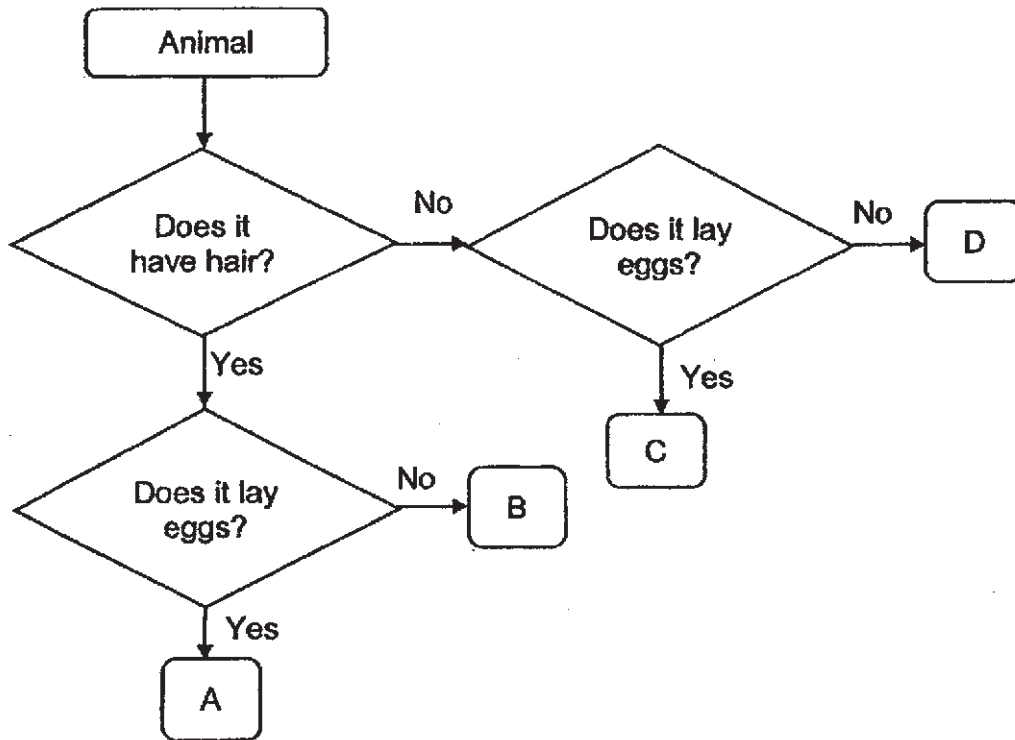 Animal
Does it
have hair?
No
Does it lay
eggs?
No
D
Yes
Yes
C
Does it lay
eggs?
No
B
Yes
A